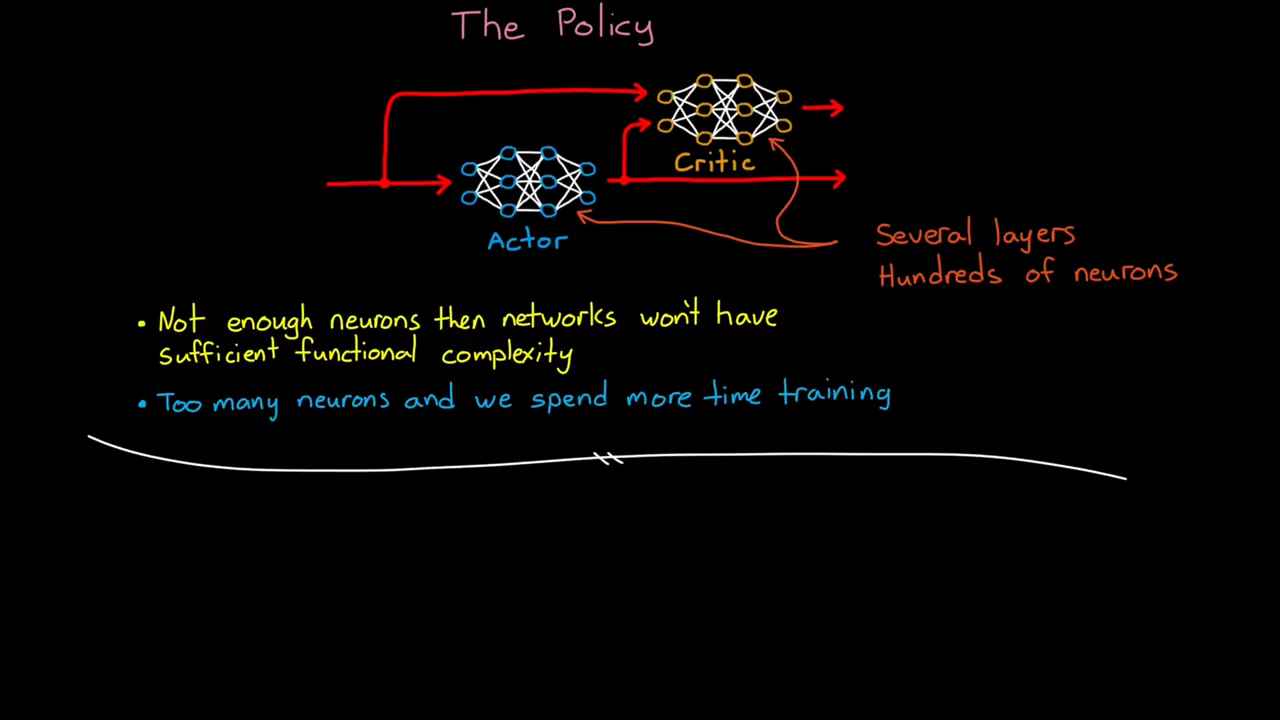 The Policy
Critic
Actor
Several layers
Hundreds of neurons
• Not enough neurons then networks won't have
sufficient functional complexity
• Too many neurons and we spend more time training